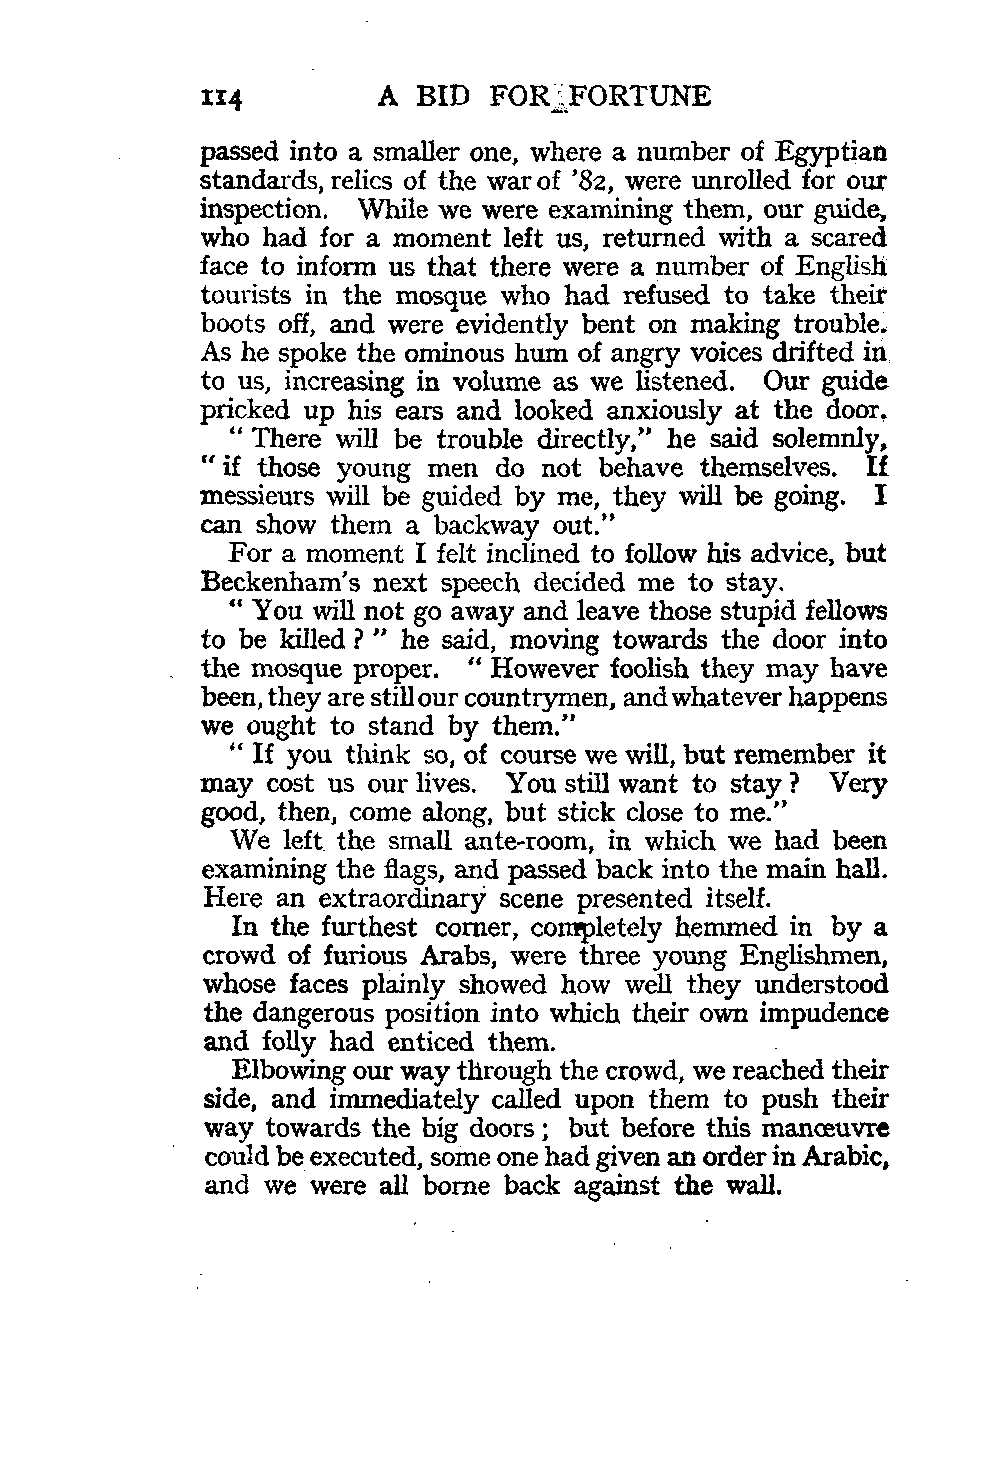 114 A BID FOR FORTUNE
passed into a smaller one, where a number of Egyptian
standards, relics of the war of '82, were unrolled for our
inspection. While we were examining them, our guide,
who had for a moment left us, returned with a scared
face to inform us that there were a number of English
tourists in the mosque who had refused to take their
boots off, and were evidently bent on making trouble.
As he spoke the ominous hum of angry voices drifted in
to us, increasing in volume as we listened. Our guide
pricked up his ears and looked anxiously at the door.
" There will be trouble directly," he said solemnly,
" if those young men do not behave themselves. If
messieurs will be guided by me, they will be going. I
can show them a backway out."
For a moment I felt inclined to follow his advice, but
Beckenham's next speech decided me to stay.
" You will not go away and leave those stupid fellows
to be killed ? " he said, moving towards the door into
the mosque proper. " However foolish they may have
been, they are still our countrymen, and whatever happens
we ought to stand by them."
" If you think so, of course we will, but remember it
may cost us our lives. You still want to stay ? Very
good, then, come along, but stick close to me."
We left the small ante-room, in which we had been
examining the flags, and passed back into the main hall.
Here an extraordinary scene presented itself.
In the furthest corner, completely hemmed in by a
crowd of furious Arabs, were three young Englishmen,
whose faces plainly showed how well they understood
the dangerous position into which their own impudence
and folly had enticed them.
Elbowing our way through the crowd, we reached their
side, and immediately called upon them to push their
way towards the big doors ; but before this manœuvre
could be executed, some one had given an order in Arabic,
and we were all borne back against the wall.